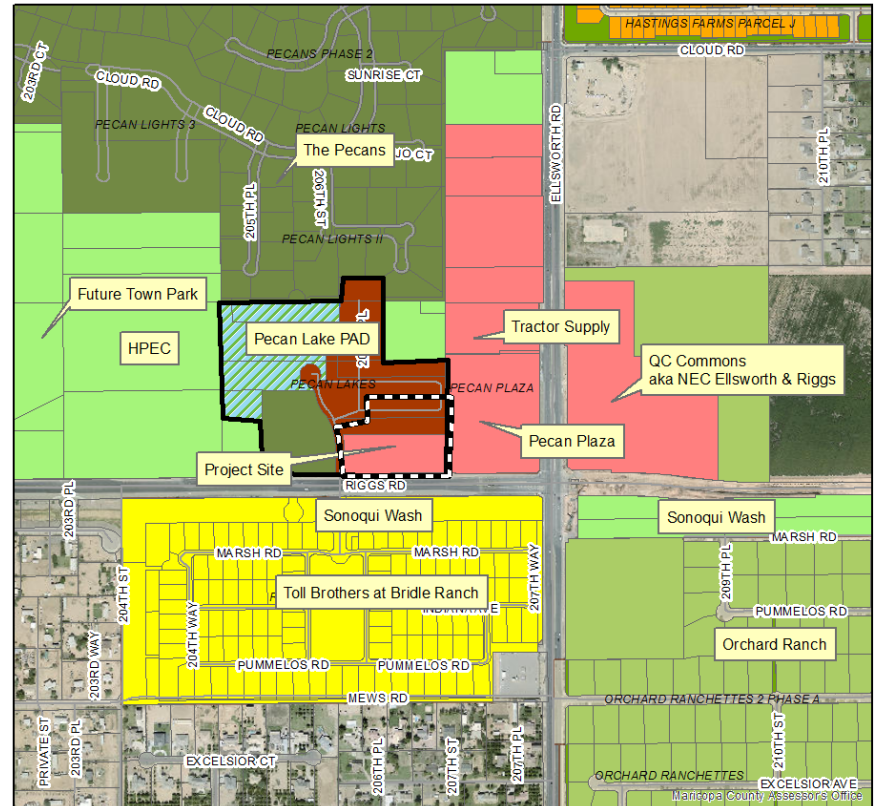 HASTINGS FARMS PARCEL J
CLOUD RD
PECANS PHASE 2
SUNRISE CT
203RD CT
CLOUD RD
ELLSWORTH RD
210TH PL
PECAN LIGHTS 3
CLOUD RD
PECAN LIGHTS
The Pecans
JO CT
205TH PL
206TH ST
PECAN LIGHTS II
Future Town Park
HPEC
Pecan Lake PAD
PL
Tractor Supply
QC Commons
aka NEC Ellsworth & Riggs
PECAN LAKES
PECAN PLAZA
Pecan Plaza
Project Site
RIGGS RD
203RD PL
Sonoqui Wash
Sonoqui Wash
MARSH RD
MARSH RD
MARSH RD
204TH ST
207TH WAY
209TH PL
Toll Brothers at Bridle Ranch
INDIANA AVE
204TH WAY
PUMMELOS RD
203RD WAY
Orchard Ranch
PUMMELOS RD
PUMMELOS RD
MEWS RD
ORCHARD RANCHETTES 2 PHASE A
PRIVATE ST
203RD PL
206TH PL
207TH ST
207TH PL
210TH ST
EXCELSIOR CT
ORCHARD RANCHETTES
EXCELSIOR AVE
Maricopa County Assessor's Office